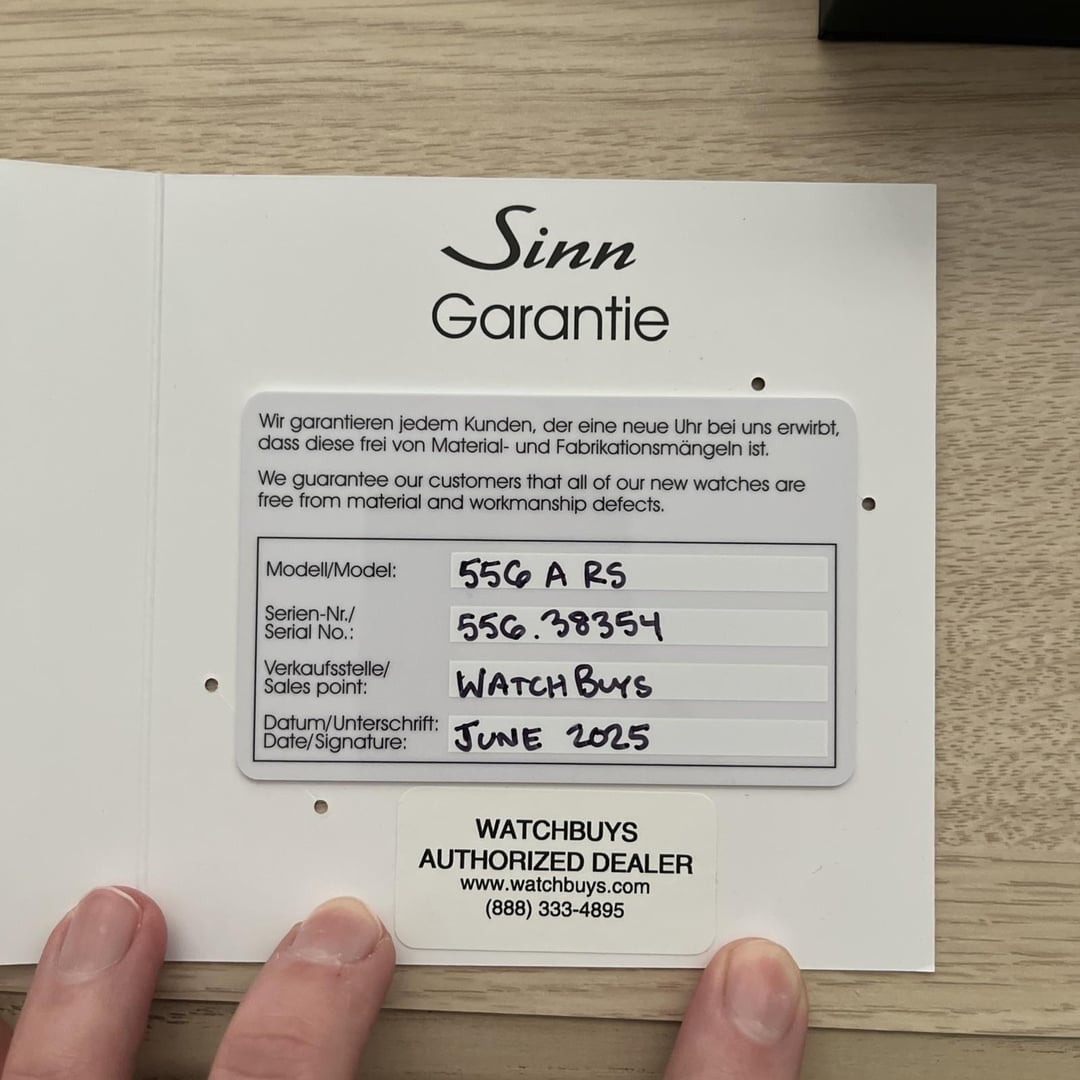 Sinn
Garantie
Wir garantieren jedem Kunden, der eine neue Uhr bei uns erwirbt,
dass diese frei von Material- und Fabrikationsmängeln ist.
We guarantee our customers that all of our new watches are
free from material and workmanship defects.
Modell/Model: 556 A RS
Serien-Nr./
Serial No.: 556.38354
Verkaufsstelle/
Sales point: WATCHBUYS
Datum/Unterschrift:
Date/Signature: JUNE 2025
WATCHBUYS
AUTHORIZED DEALER
www.watchbuys.com
(888) 333-4895